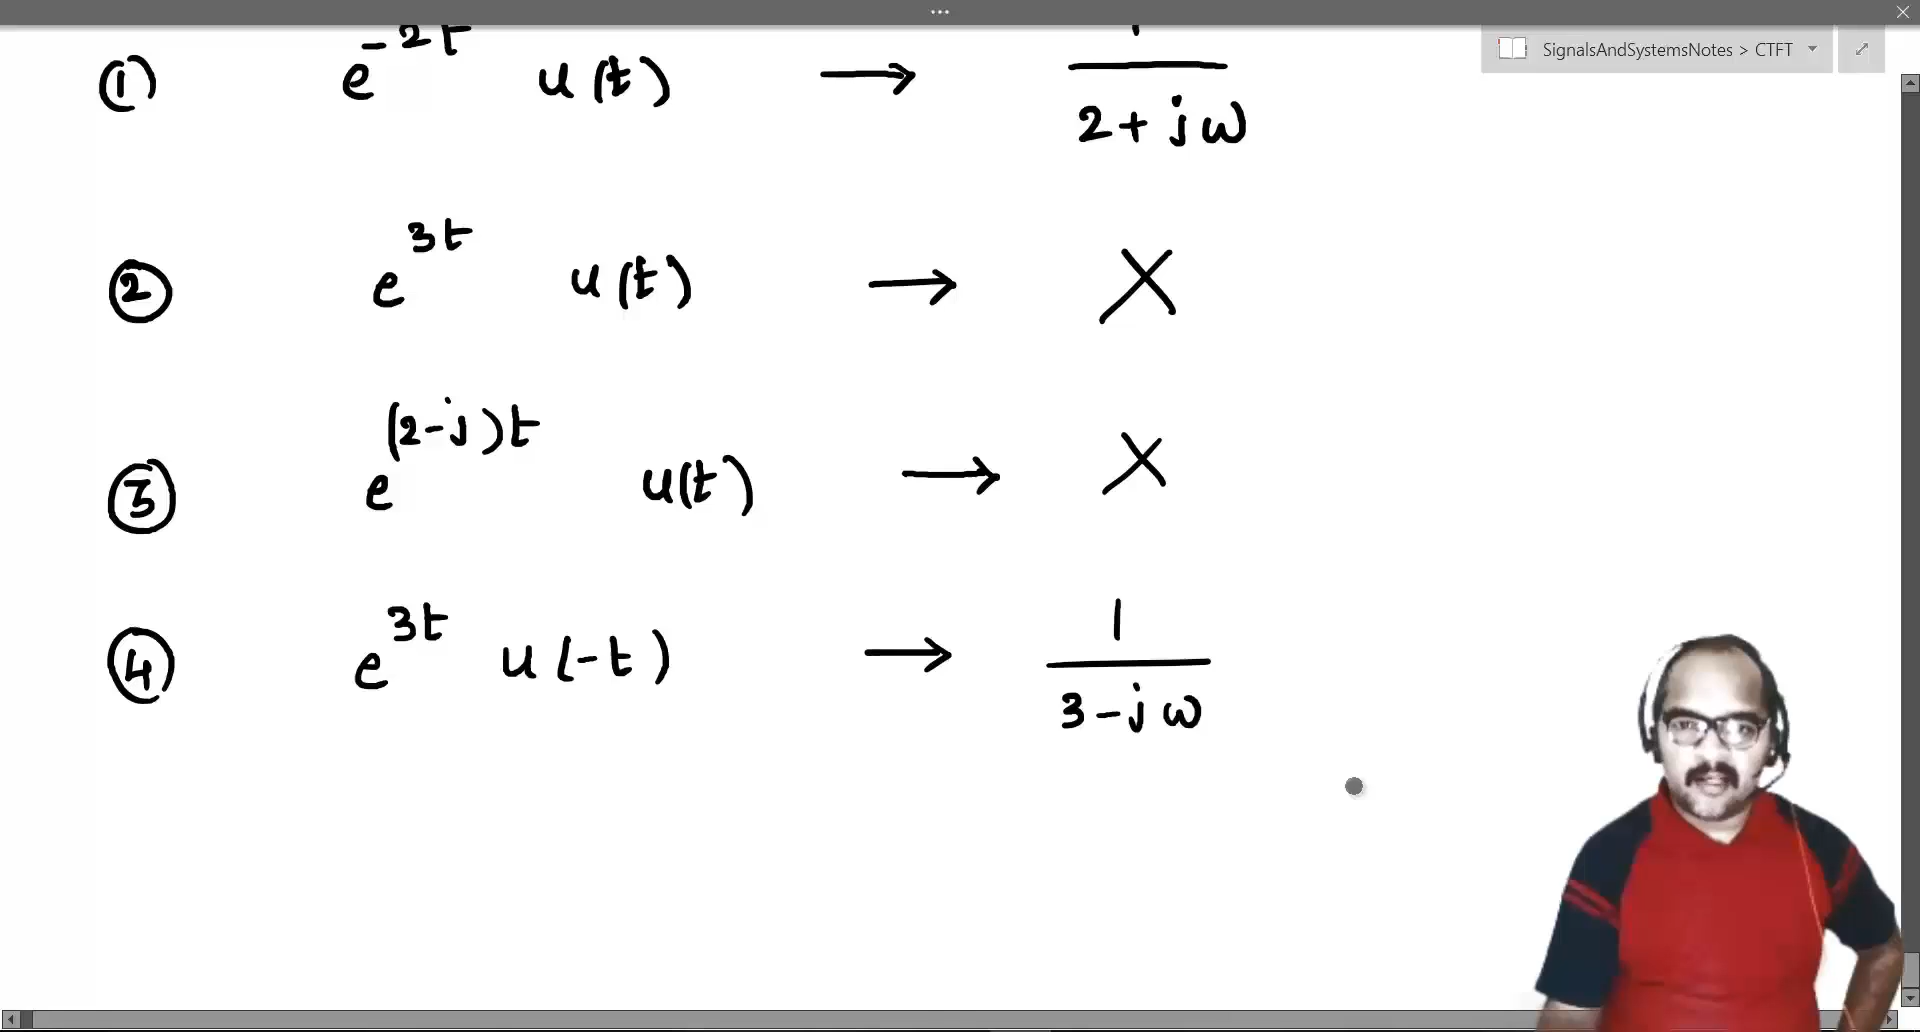 SignalsAndSystemsNotes > CTFT
① e^{-2t} u(t) → 1/(2+jω)
② e^{3t} u(t) → X
③ e^{(2-j)t} u(t) → X
④ e^{3t} u(-t) → 1/(3-jω)